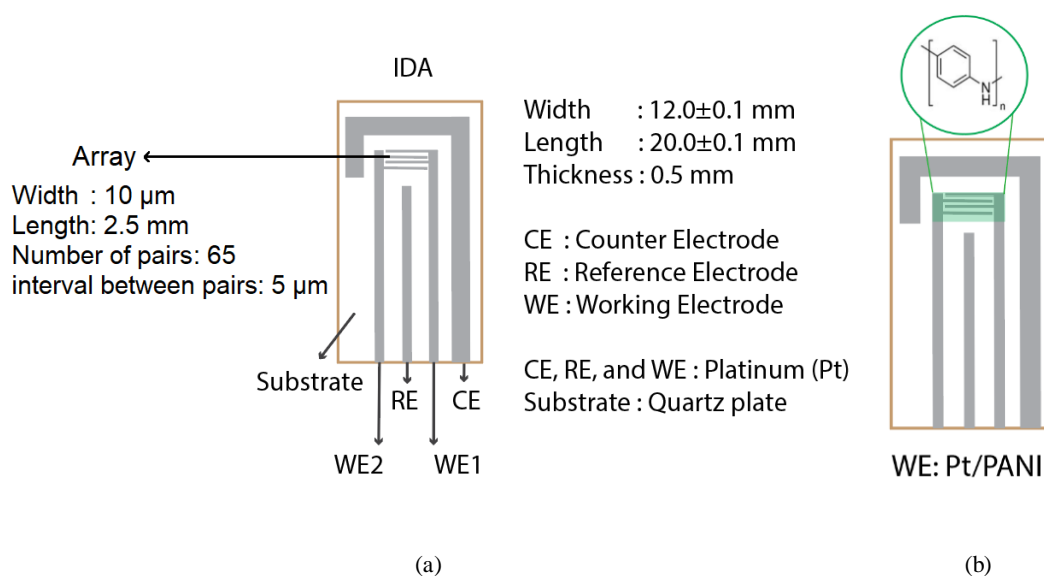 IDA
Array
Width : 10 µm
Length: 2.5 mm
Number of pairs: 65
interval between pairs: 5 µm
Substrate
RE
CE
WE2
WE1
Width : 12.0±0.1 mm
Length : 20.0±0.1 mm
Thickness : 0.5 mm
CE : Counter Electrode
RE : Reference Electrode
WE : Working Electrode
CE, RE, and WE : Platinum (Pt)
Substrate : Quartz plate
N
H
n
WE: Pt/PANI
(a)
(b)